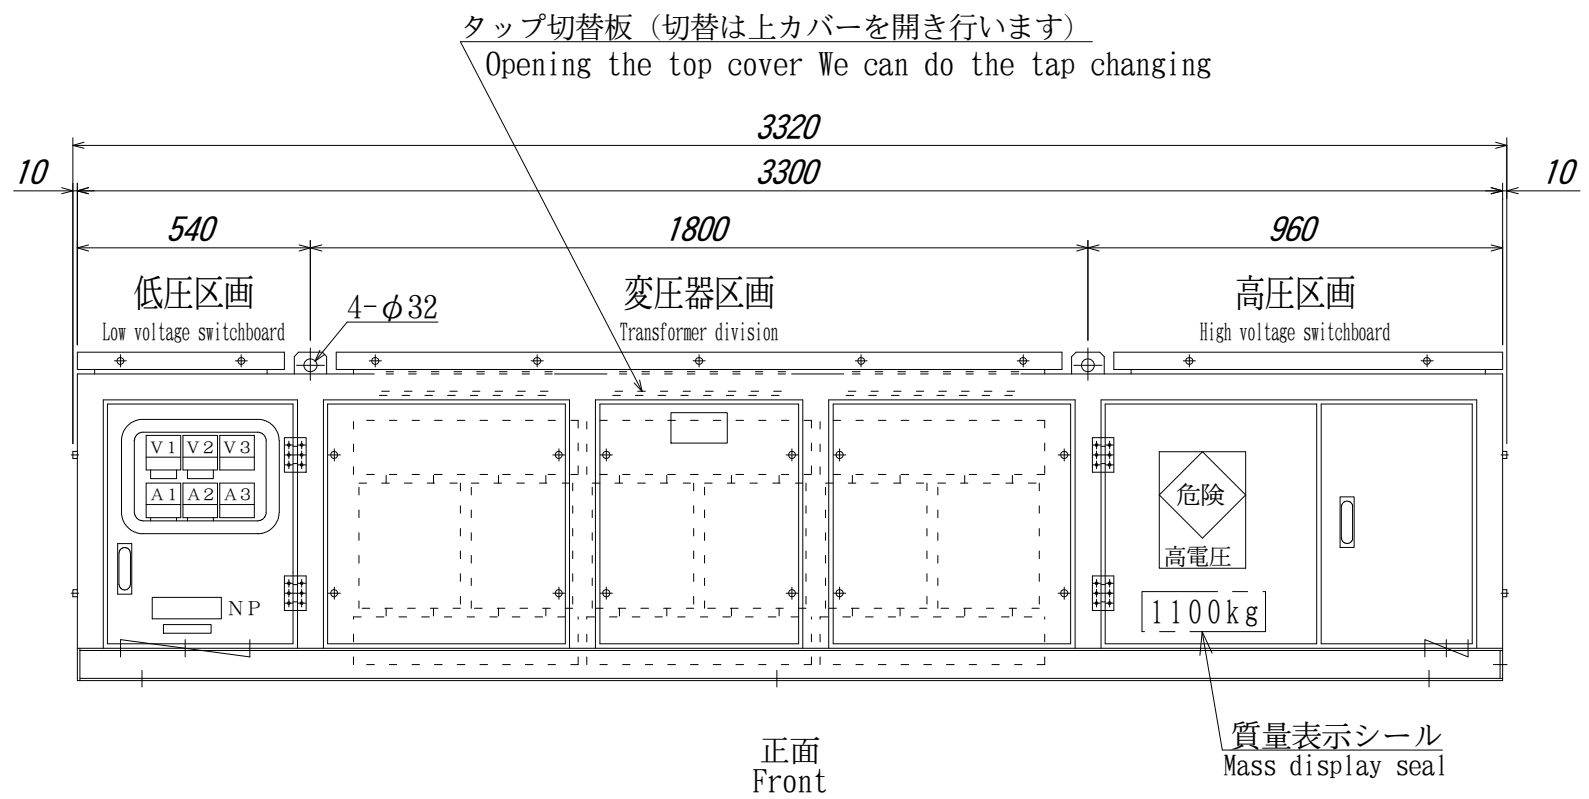 タップ切替板（切替は上カバーを開き行います）
Opening the top cover We can do the tap changing
3320
10
3300
10
540
1800
960
低圧区画
変圧器区画
高圧区画
Low voltage switchboard
4-φ32
Transformer division
High voltage switchboard
V1 V2 V3
A1 A2 A3
危険
高電圧
NP
1100kg
質量表示シール
Mass display seal
正面
Front